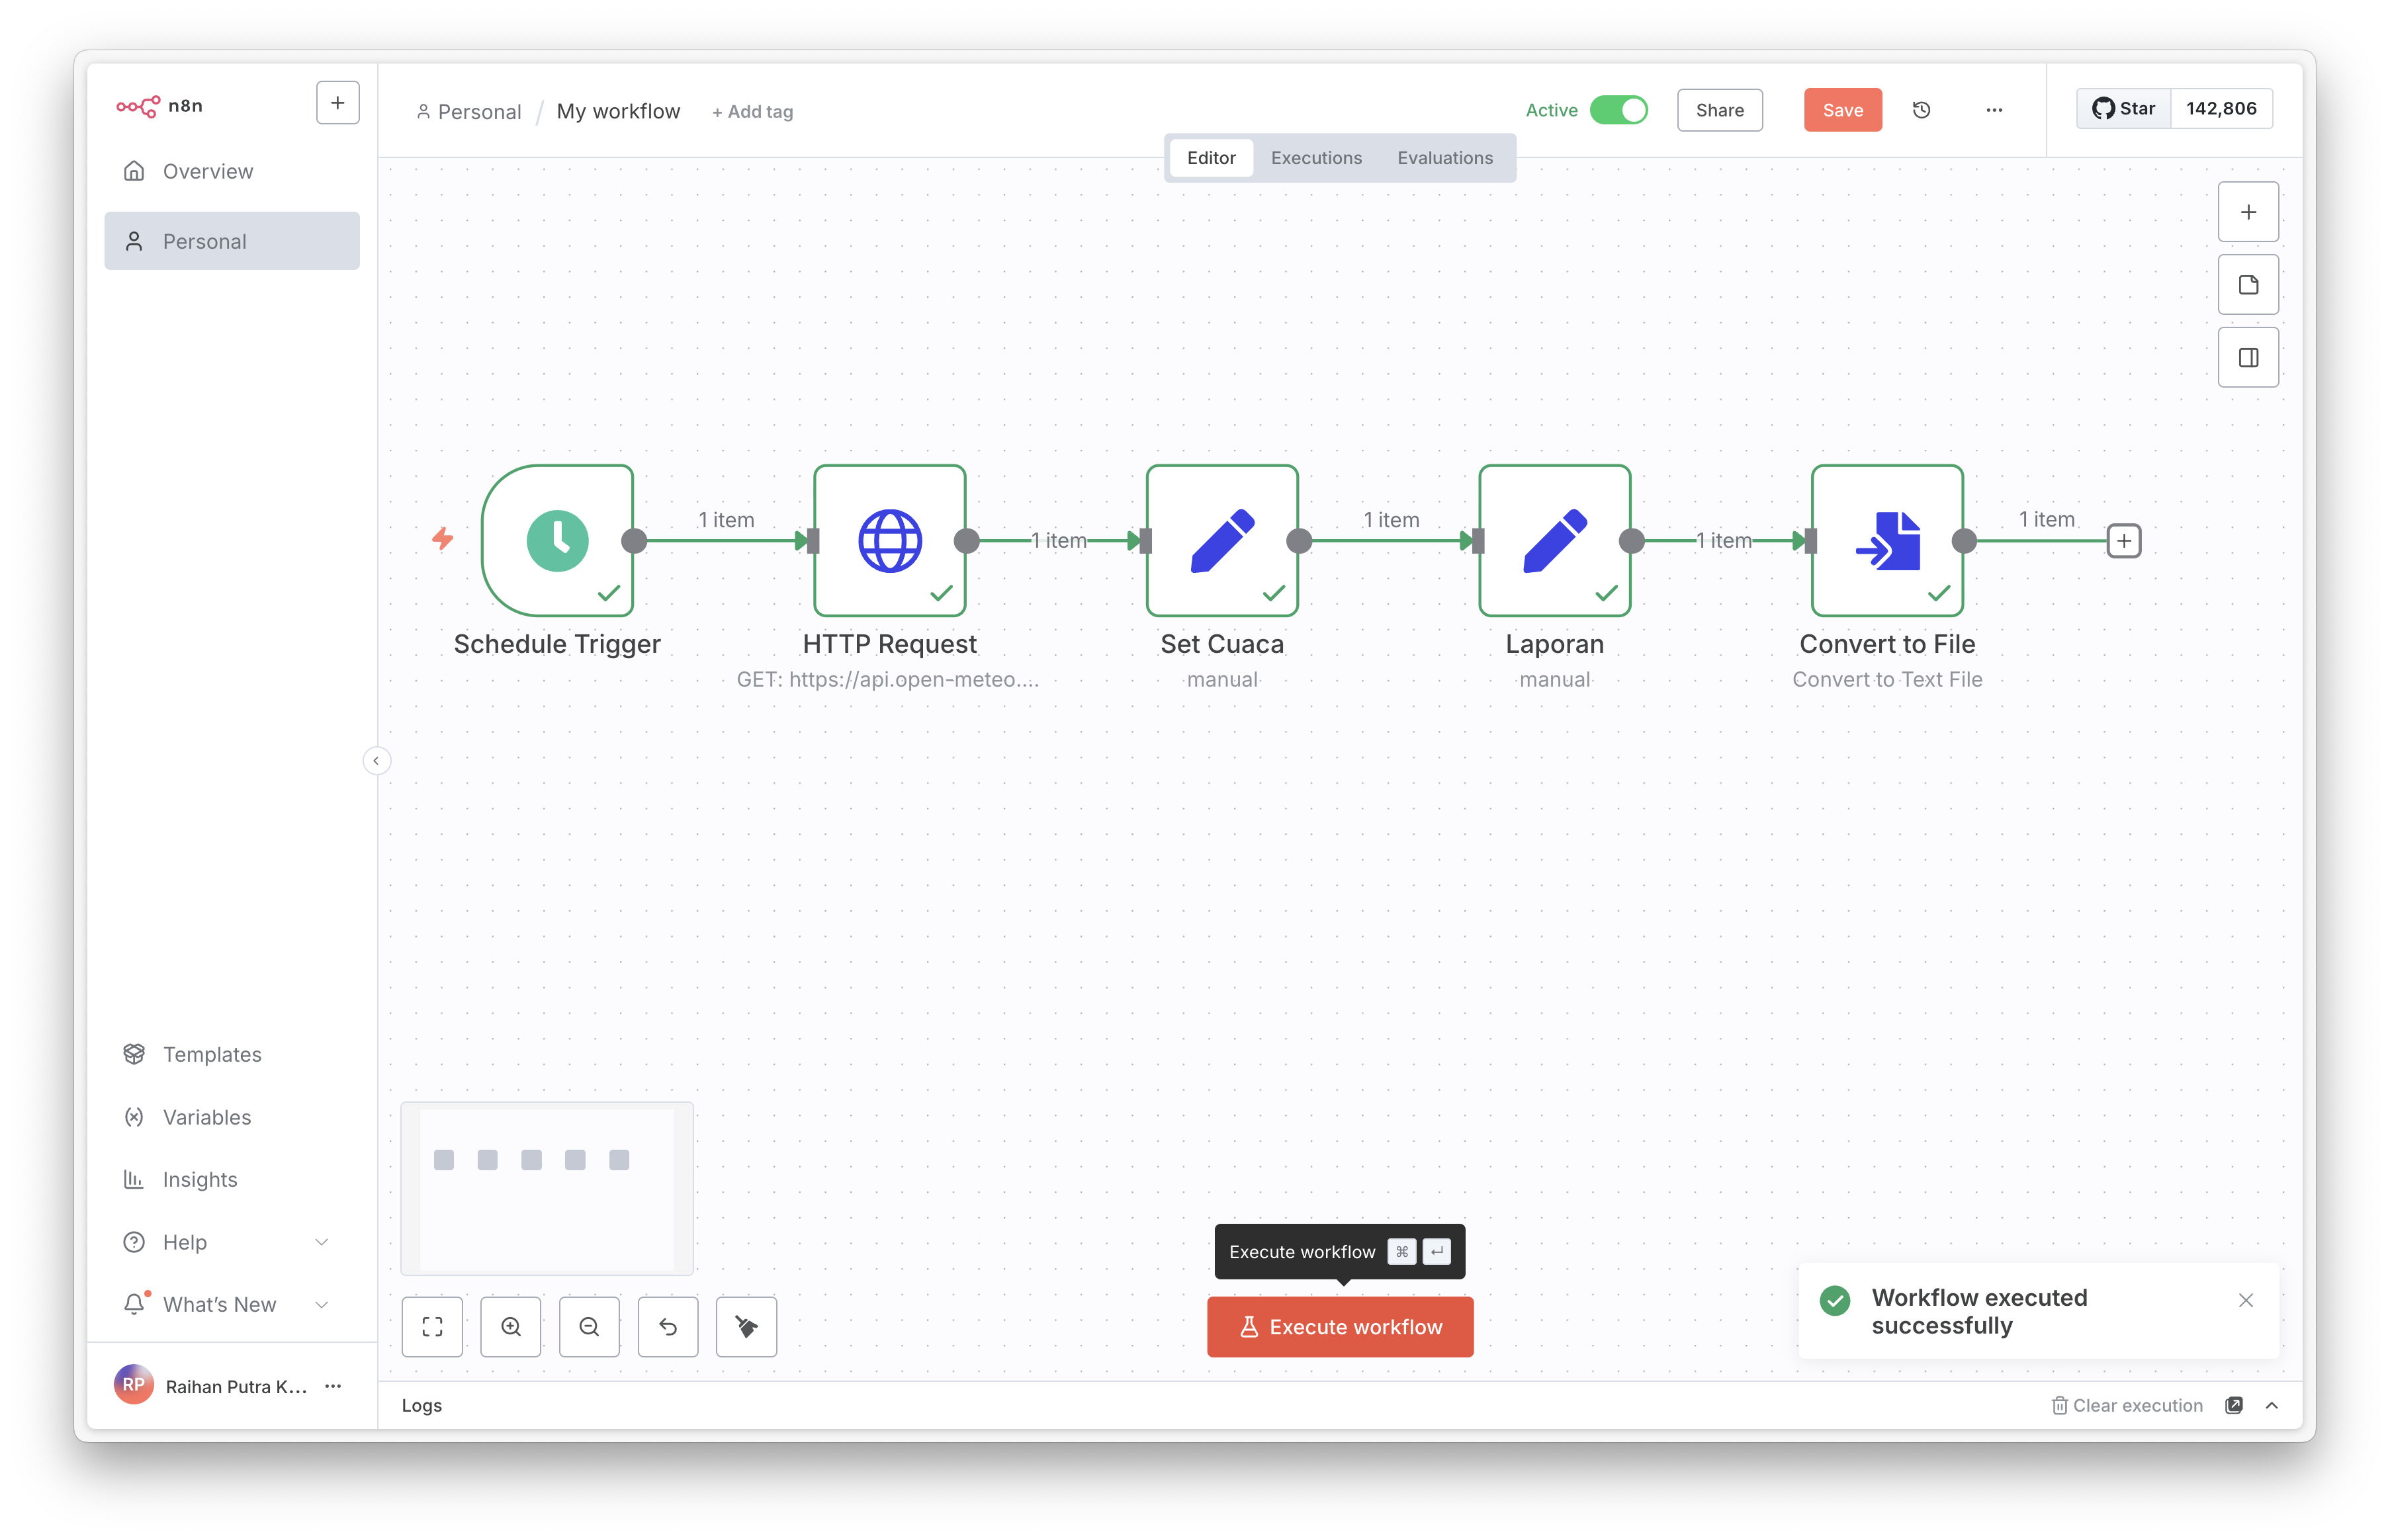 n8n
Overview
Personal
Templates
Variables
Insights
Help
What's New
RP Raihan Putra K...
Personal / My workflow + Add tag
Active Share Save Star 142,806
Editor Executions Evaluations
1 item 1 item 1 item 1 item 1 item
Schedule Trigger HTTP Request Set Cuaca Laporan Convert to File
GET: https://api.open-meteo.... manual manual Convert to Text File
Execute workflow ⌘ ↵
Execute workflow
Workflow executed
successfully
Logs Clear execution